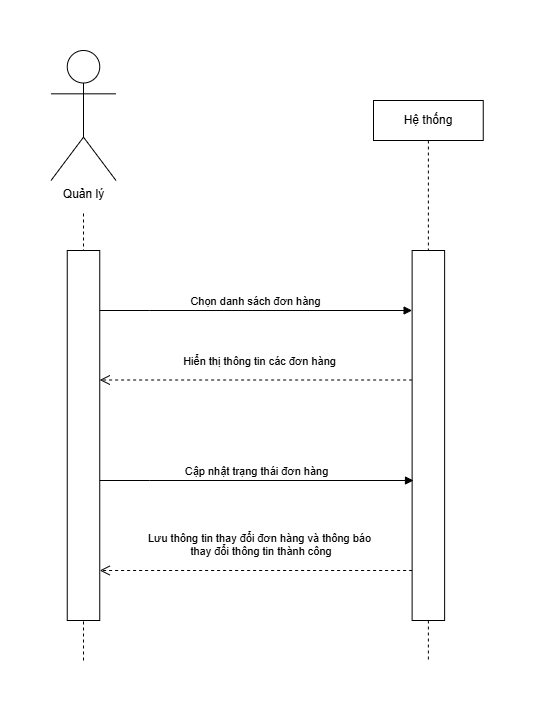 Hệ thống
Quản lý
Chọn danh sách đơn hàng
Hiển thị thông tin các đơn hàng
Cập nhật trạng thái đơn hàng
Lưu thông tin thay đổi đơn hàng và thông báo
thay đổi thông tin thành công